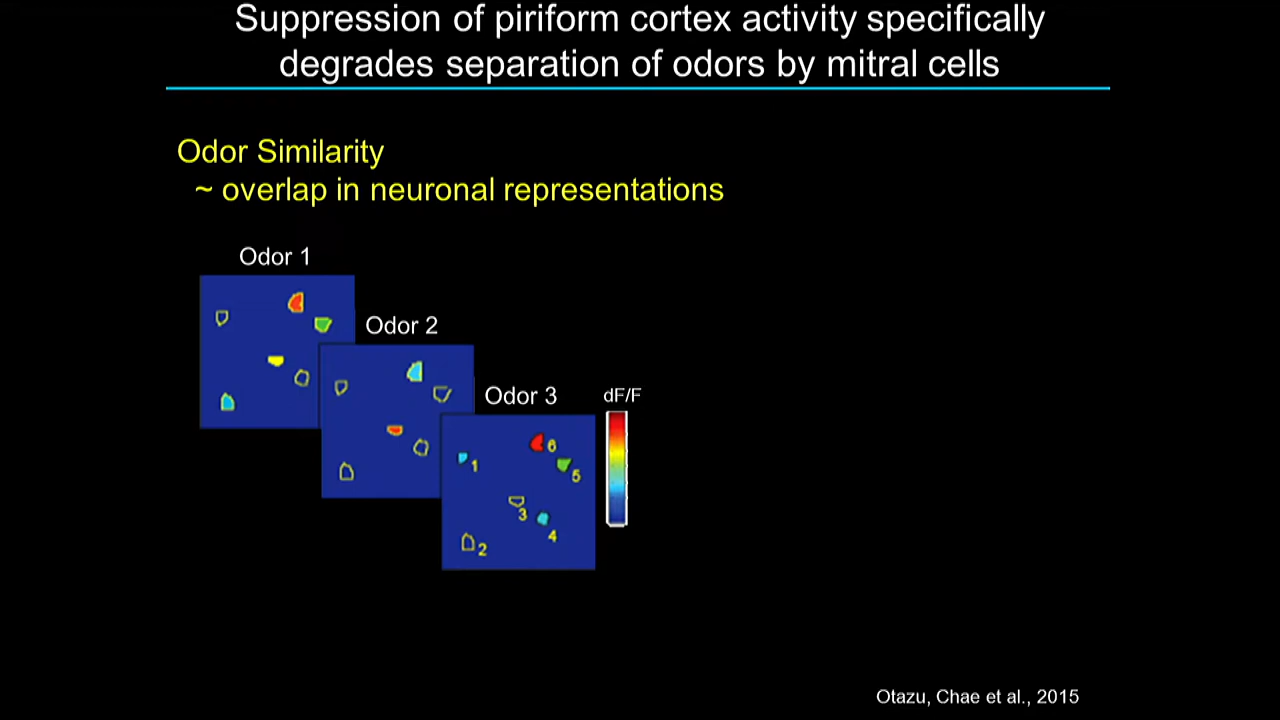 Suppression of piriform cortex activity specifically
degrades separation of odors by mitral cells
Odor Similarity
~ overlap in neuronal representations
Odor 1
Odor 2
Odor 3
dF/F
6
1
5
3
4
2
Otazu, Chae et al., 2015